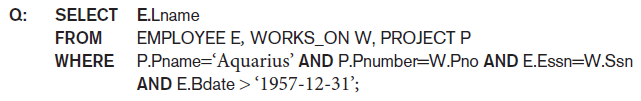 Q: SELECT E.Lname
FROM EMPLOYEE E, WORKS_ON W, PROJECT P
WHERE P.Pname=‘Aquarius’ AND P.Pnumber=W.Pno AND E.Essn=W.Ssn
AND E.Bdate > ‘1957-12-31’;